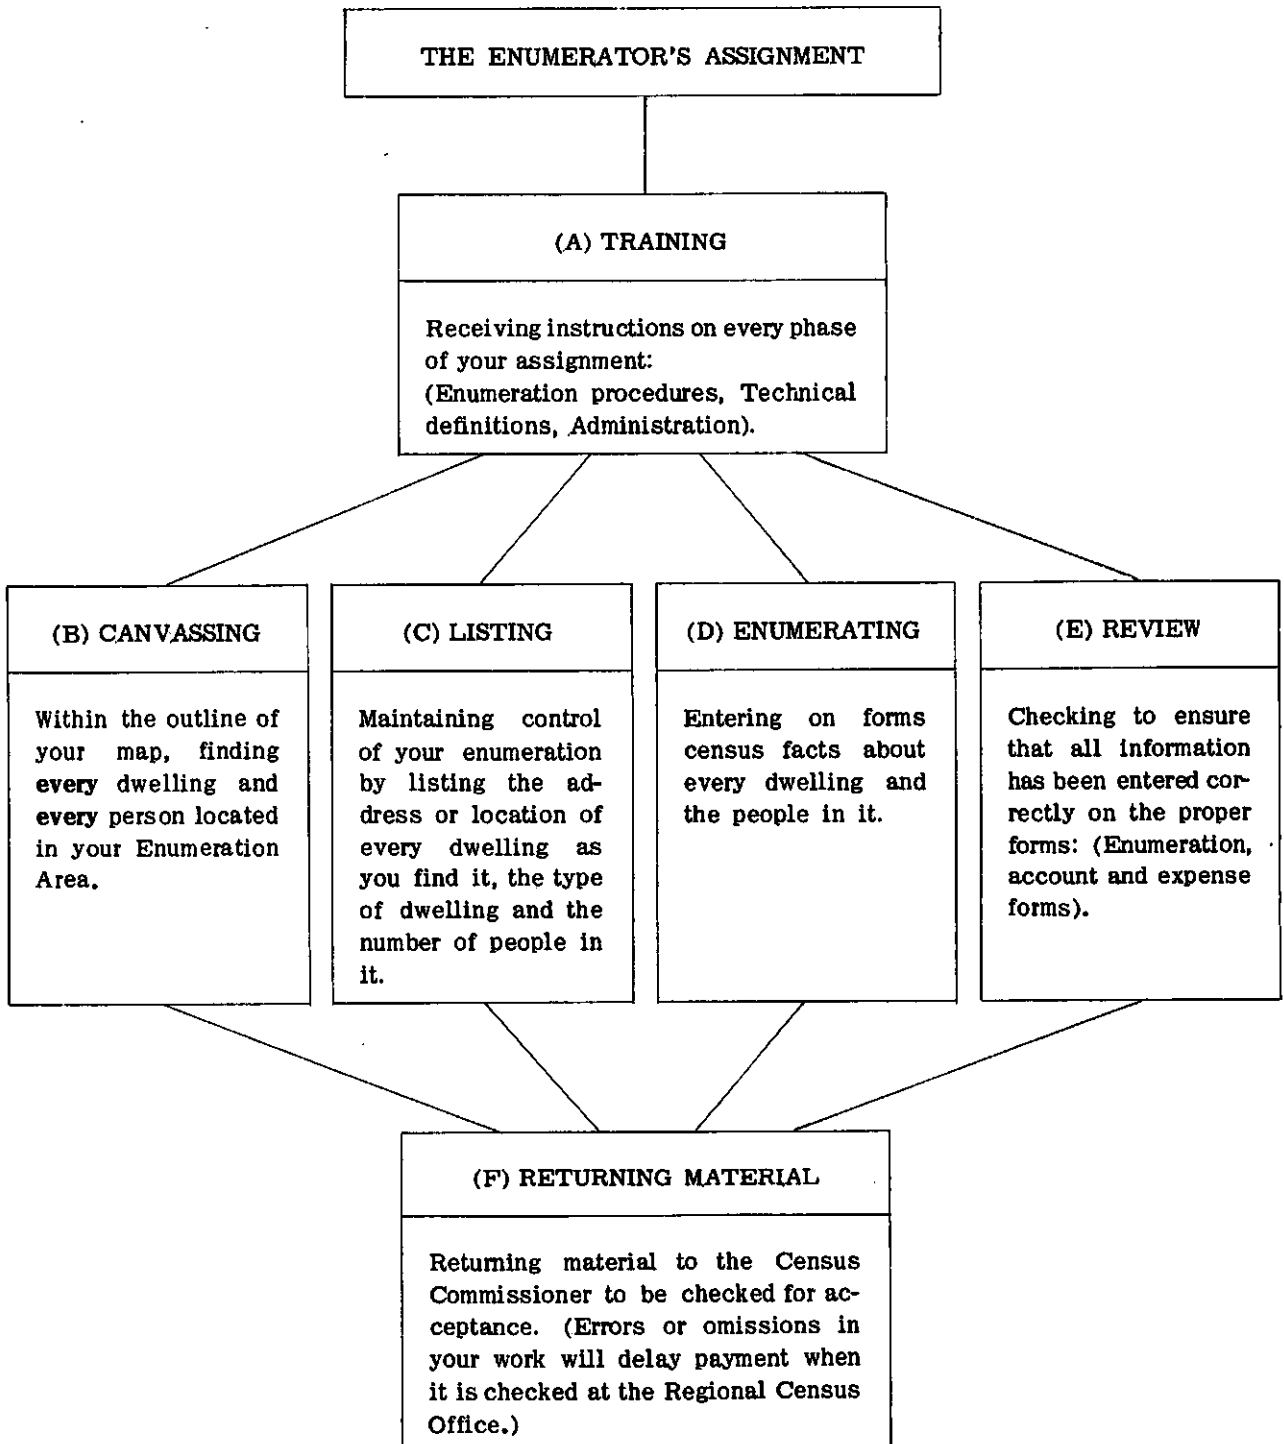 THE ENUMERATOR'S ASSIGNMENT
(A) TRAINING
Receiving instructions on every phase
of your assignment:
(Enumeration procedures, Technical
definitions, Administration).
(B) CANVASSING
Within the outline of
your map, finding
every dwelling and
every person located
in your Enumeration
Area.
(C) LISTING
Maintaining control
of your enumeration
by listing the ad-
dress or location of
every dwelling as
you find it, the type
of dwelling and the
number of people in
it.
(D) ENUMERATING
Entering on forms
census facts about
every dwelling and
the people in it.
(E) REVIEW
Checking to ensure
that all information
has been entered cor-
rectly on the proper
forms: (Enumeration,
account and expense
forms).
(F) RETURNING MATERIAL
Returning material to the Census
Commissioner to be checked for ac-
ceptance. (Errors or omissions in
your work will delay payment when
it is checked at the Regional Census
Office.)